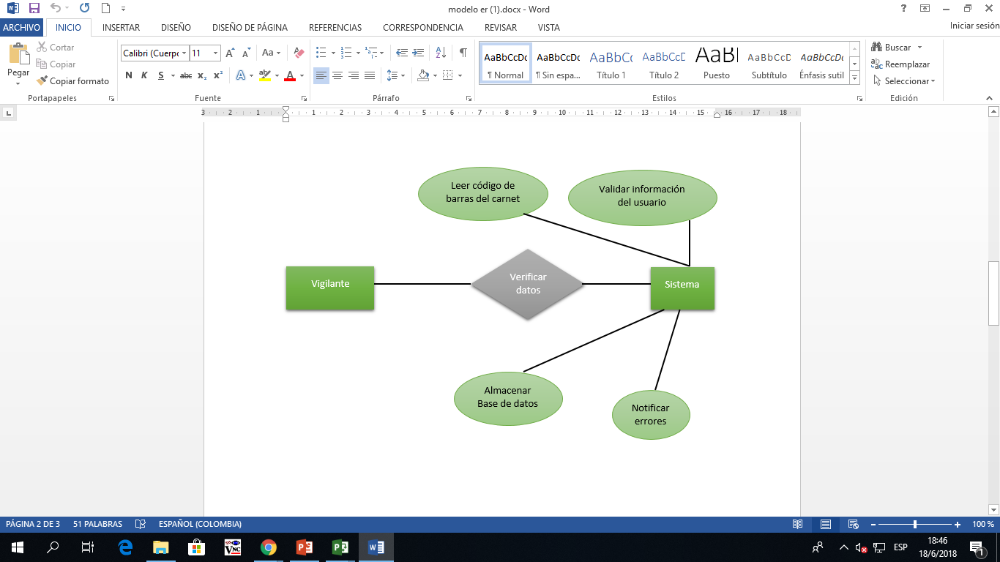 modelo er (1).docx - Word
ARCHIVO INICIO INSERTAR DISEÑO DISEÑO DE PÁGINA REFERENCIAS CORRESPONDENCIA REVISAR VISTA Iniciar sesión
Cortar
Copiar
Copiar formato
Pegar
Portapapeles
Calibri (Cuerpo 11
N K S abc x₂ x²
Fuente
Párrafo
AaBbCcDc AaBbCcDc AaBbCc AaBbCcD AaB AaBbCcD AaBbCcDc
¶ Normal ¶ Sin espa... Título 1 Título 2 Puesto Subtítulo Énfasis sutil
Estilos
Buscar
Reemplazar
Seleccionar
Edición
3 2 1 1 2 3 4 5 6 7 8 9 10 11 12 13 14 15 16 17 18
Leer código de
barras del carnet
Validar información
del usuario
Vigilante
Verificar
datos
Sistema
Almacenar
Base de datos
Notificar
errores
PÁGINA 2 DE 3 51 PALABRAS ESPAÑOL (COLOMBIA) 100 %
ESP
18:46
18/6/2018
1